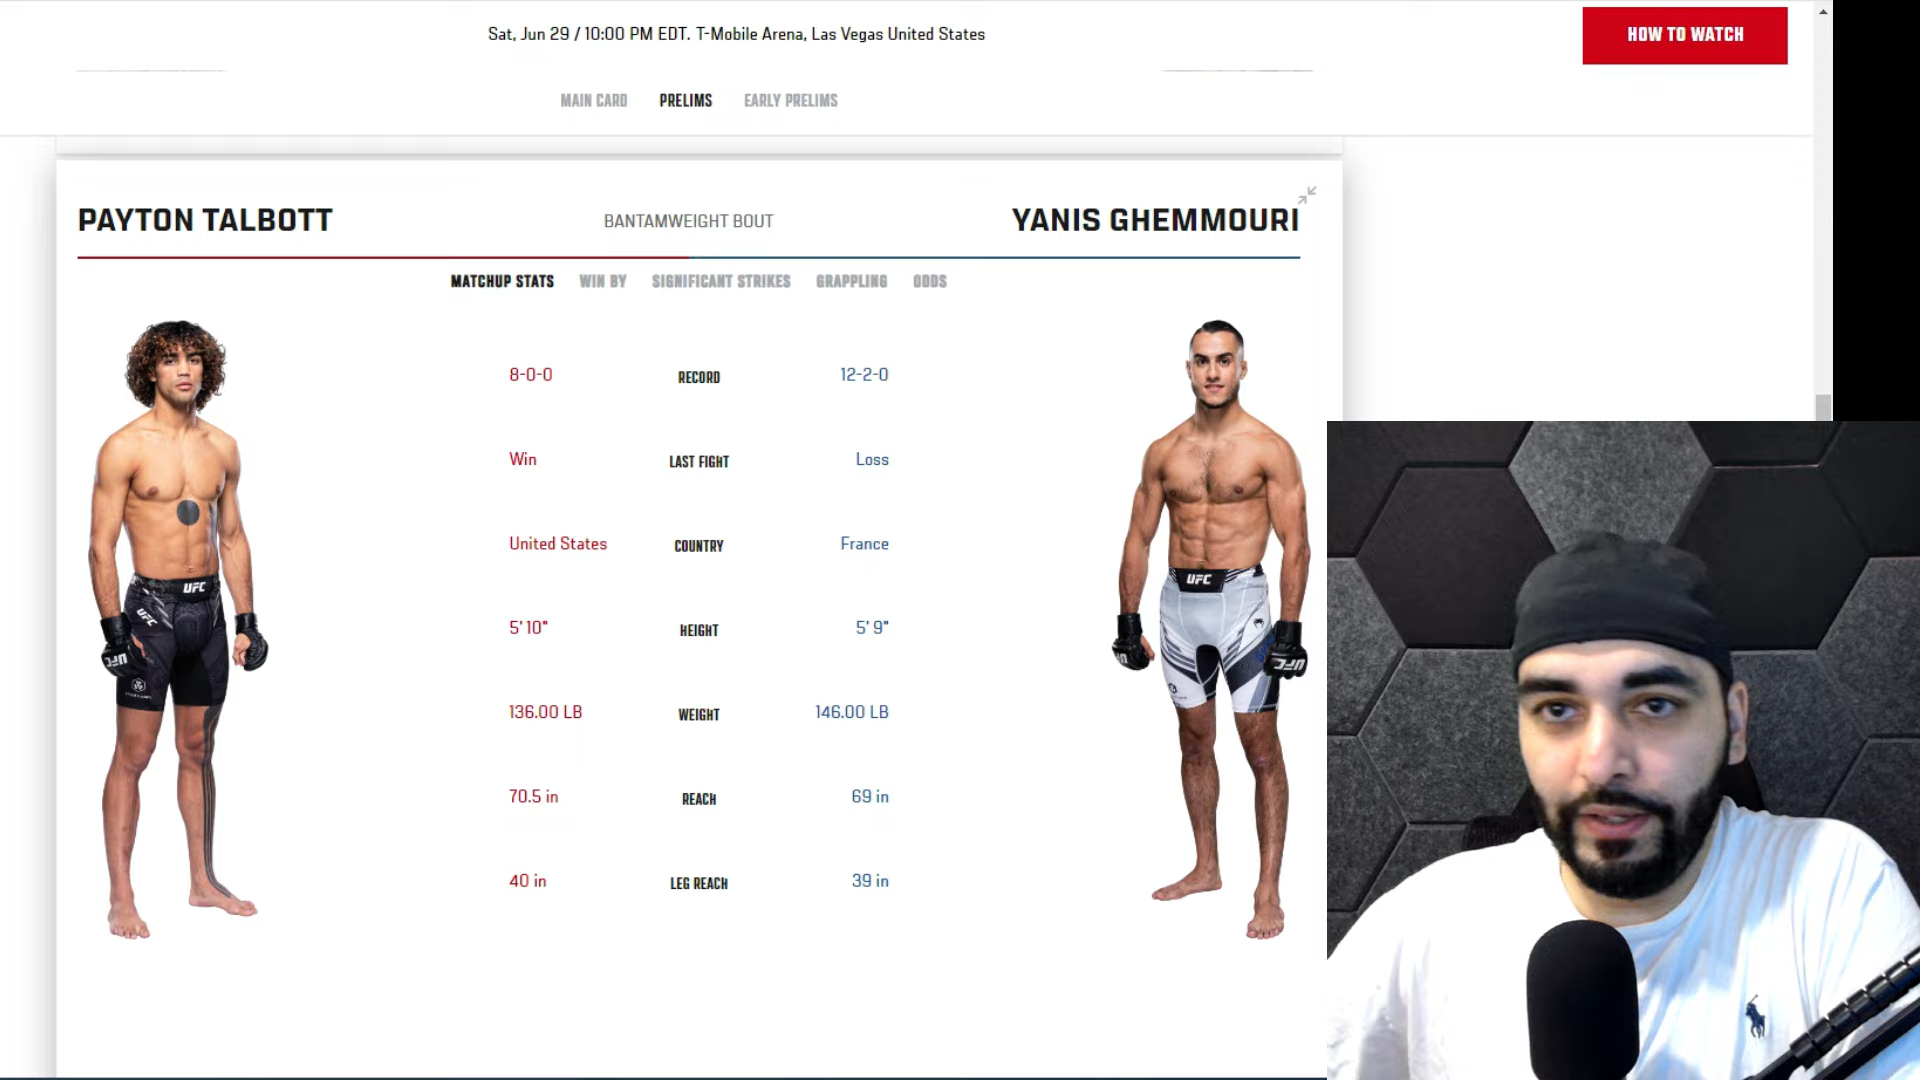 Sat, Jun 29 / 10:00 PM EDT. T-Mobile Arena, Las Vegas United States
HOW TO WATCH
MAIN CARD PRELIMS EARLY PRELIMS
PAYTON TALBOTT BANTAMWEIGHT BOUT YANIS GHEMMOURI
MATCHUP STATS WIN BY SIGNIFICANT STRIKES GRAPPLING ODDS
8-0-0 RECORD 12-2-0
Win LAST FIGHT Loss
United States COUNTRY France
5' 10" HEIGHT 5' 9"
136.00 LB WEIGHT 146.00 LB
70.5 in REACH 69 in
40 in LEG REACH 39 in
UFC
UFC
UFC
UFC
UFC